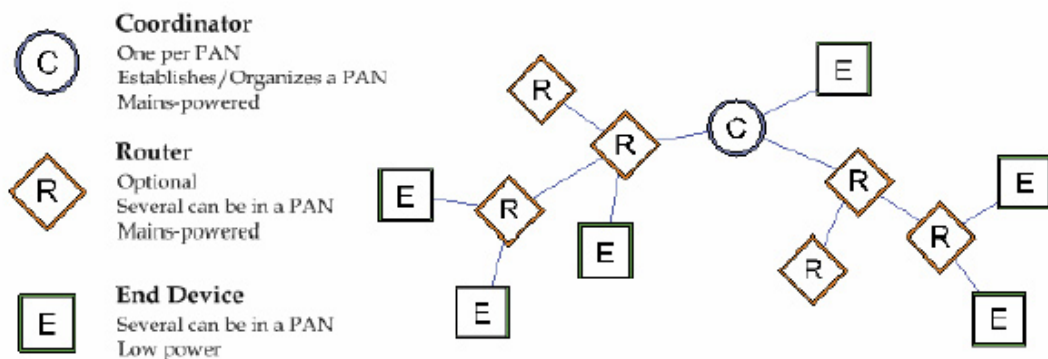 Coordinator
C
One per PAN
Establishes/Organizes a PAN
Mains-powered
Router
R
Optional
Several can be in a PAN
Mains-powered
End Device
E
Several can be in a PAN
Low power
E
R
C
R
E
R
E
R
E
R
R
E
E